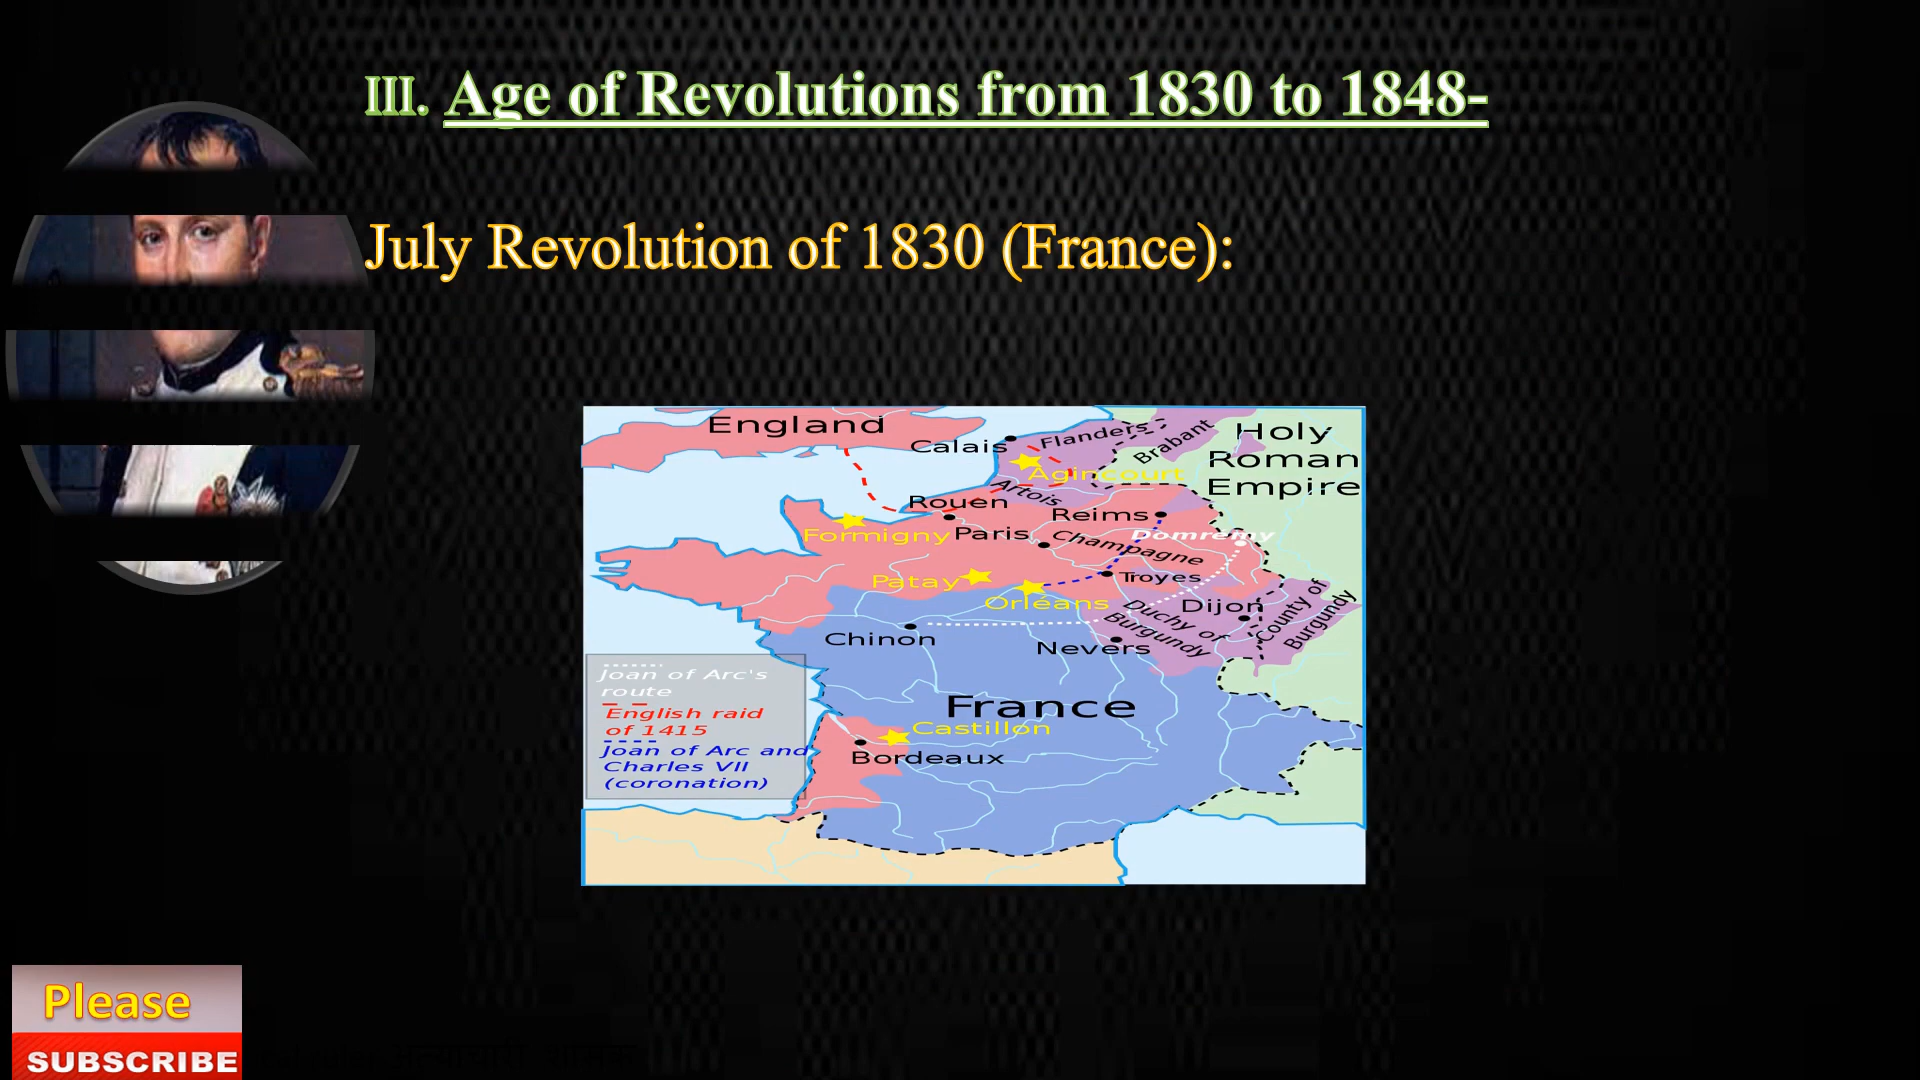 III. Age of Revolutions from 1830 to 1848-
July Revolution of 1830 (France):
England
Calais
Flanders
Brabant
Holy
Roman
Empire
Agincourt
Artois
Rouen
Reims
Formigny
Paris
Champagne
Domrémy
Patay
Troyes
Orléans
Dijon
County of
Burgundy
Duchy of
Burgundy
Chinon
Nevers
Joan of Arc's
route
English raid
of 1415
Joan of Arc and
Charles VII
(coronation)
France
Castillon
Bordeaux
Please
SUBSCRIBE